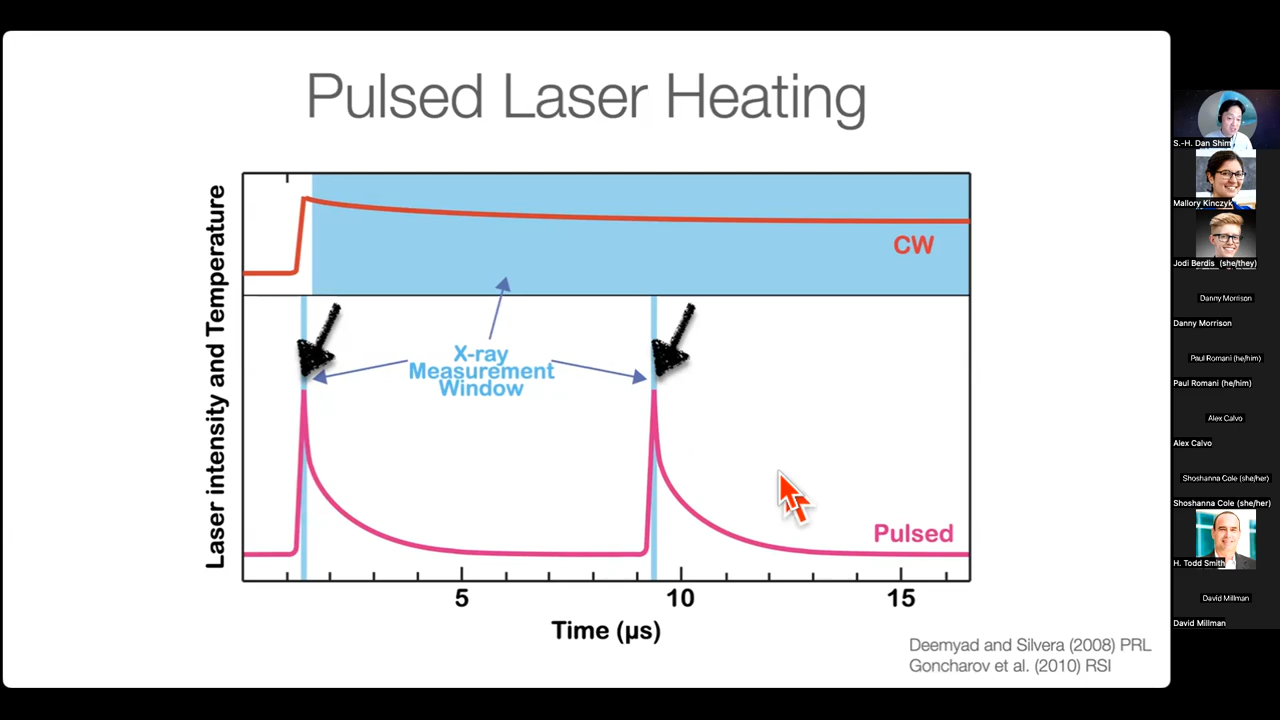 Pulsed Laser Heating
Laser intensity and Temperature
CW
X-ray
Measurement
Window
Pulsed
5
10
15
Time (µs)
Deemyad and Silvera (2008) PRL
Goncharov et al. (2010) RSI
S.-H. Dan Shim
Mallory Kinczyk
Jodi Berdis (she/they)
Danny Morrison
Danny Morrison
Paul Romani (he/him)
Paul Romani (he/him)
Alex Calvo
Alex Calvo
Shoshanna Cole (she/her)
Shoshanna Cole (she/her)
H. Todd Smith
David Millman
David Millman